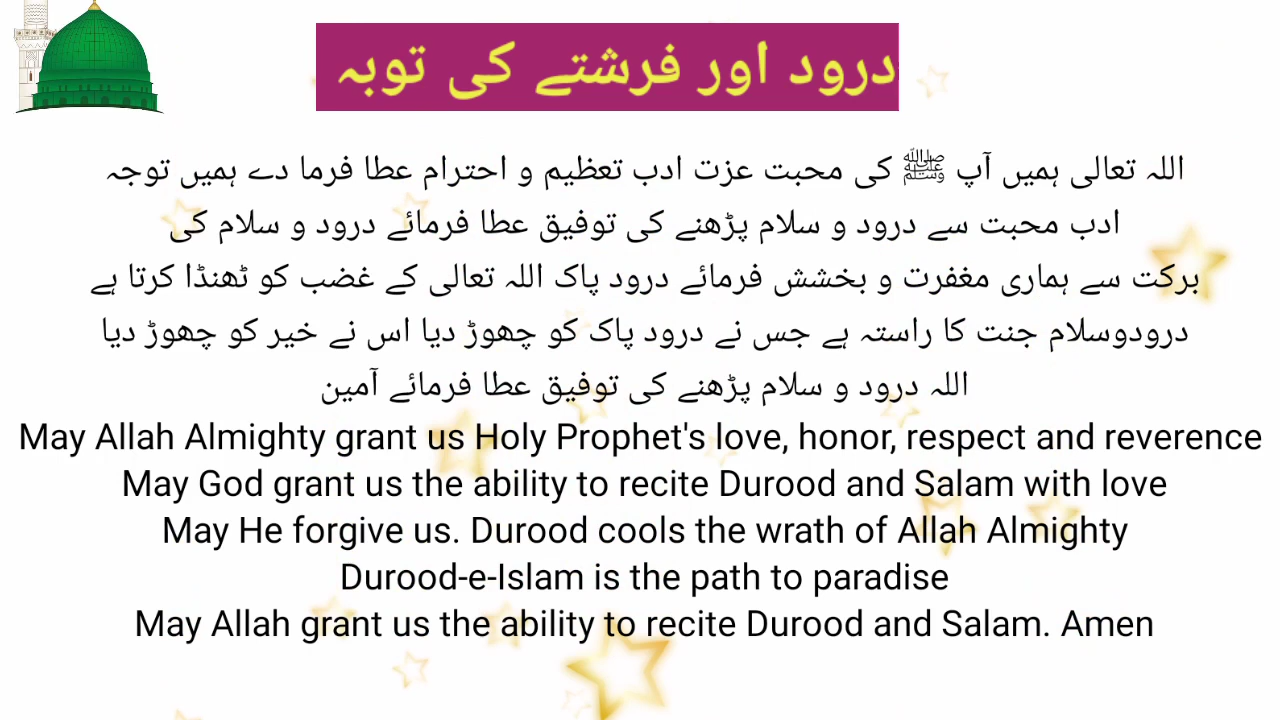 درود اور فرشتے کی توبہ
اللہ تعالی ہمیں آپ ﷺ کی محبت عزت ادب تعظیم و احترام عطا فرما دے ہمیں توجہ
ادب محبت سے درود و سلام پڑھنے کی توفیق عطا فرمائے درود و سلام کی
برکت سے ہماری مغفرت و بخشش فرمائے درود پاک اللہ تعالی کے غضب کو ٹھنڈا کرتا ہے
درودوسلام جنت کا راستہ ہے جس نے درود پاک کو چھوڑ دیا اس نے خیر کو چھوڑ دیا
اللہ درود و سلام پڑھنے کی توفیق عطا فرمائے آمین
May Allah Almighty grant us Holy Prophet's love, honor, respect and reverence
May God grant us the ability to recite Durood and Salam with love
May He forgive us. Durood cools the wrath of Allah Almighty
Durood-e-Islam is the path to paradise
May Allah grant us the ability to recite Durood and Salam. Amen